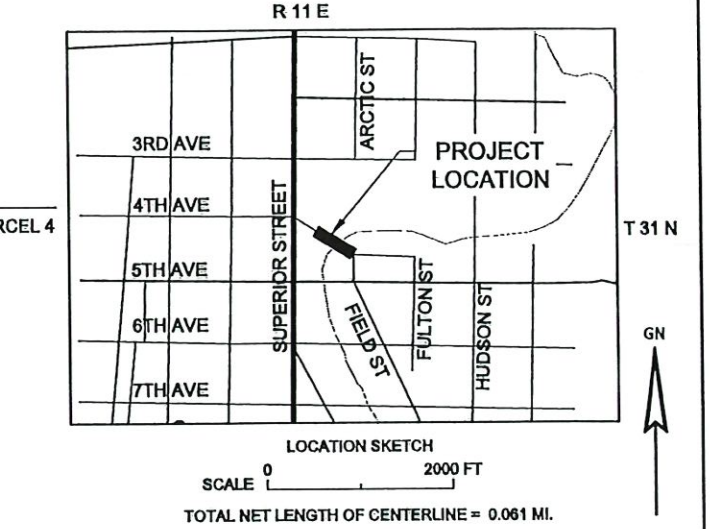 R 11 E
ARCTIC ST
3RD AVE
PROJECT
LOCATION
4TH AVE
RCEL 4
T 31 N
SUPERIOR STREET
5TH AVE
FULTON ST
FIELD ST
HUDSON ST
6TH AVE
GN
7TH AVE
LOCATION SKETCH
0 2000 FT
SCALE
TOTAL NET LENGTH OF CENTERLINE = 0.061 MI.